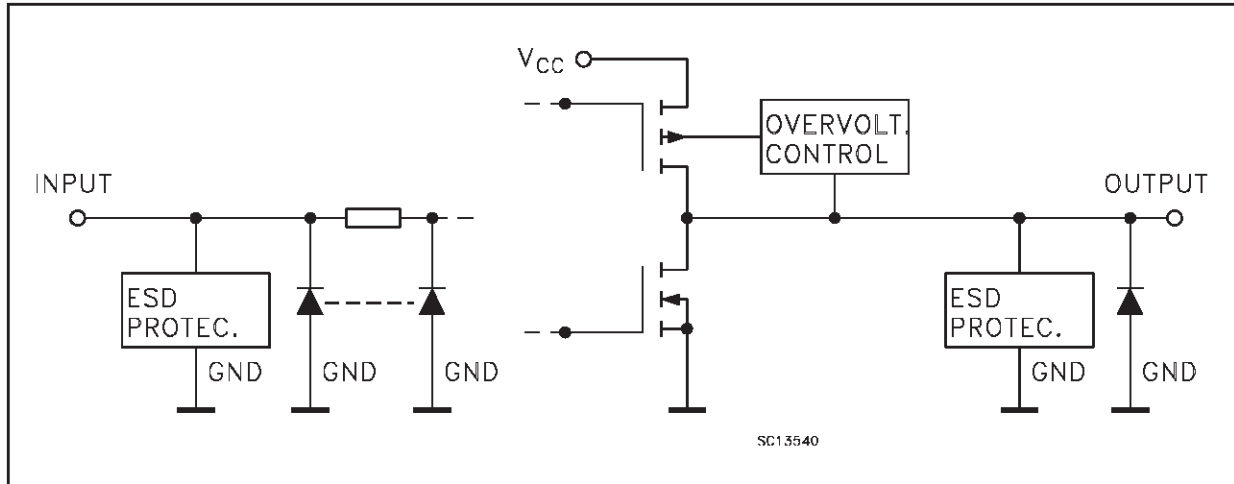 VCC
OVERVOLT.
CONTROL
INPUT
OUTPUT
ESD
PROTEC.
GND
GND
GND
ESD
PROTEC.
GND
GND
SC13540